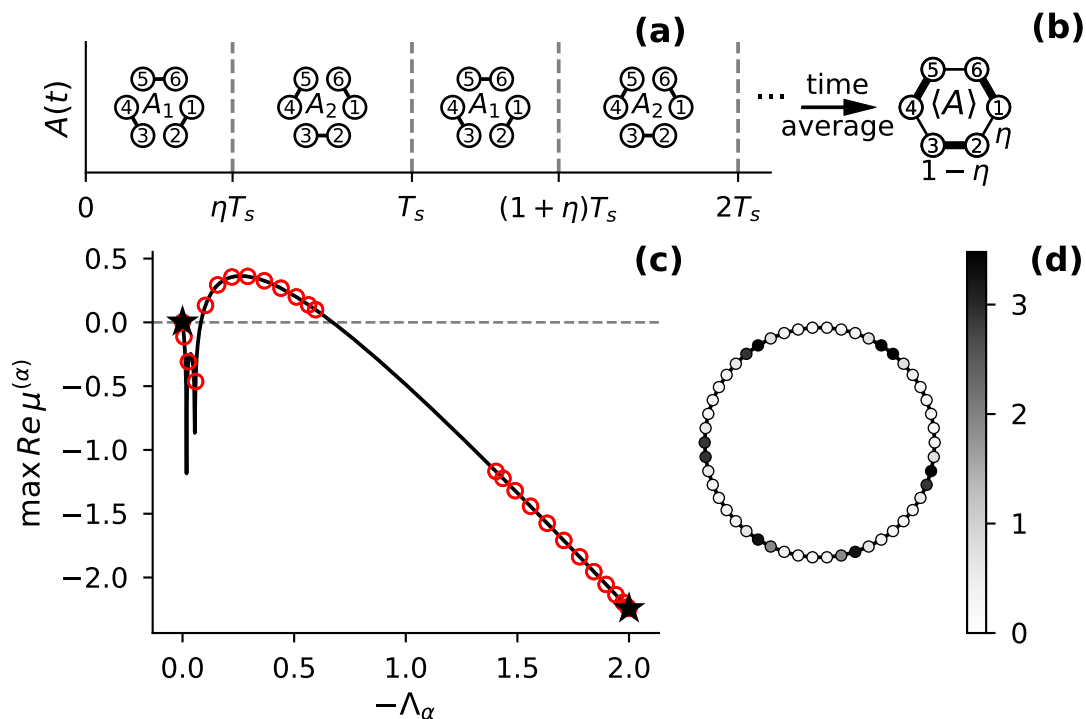 (a)
(b)
A(t)
5 6
4 A₁ 1
3 2
5 6
4 A₂ 1
3 2
5 6
4 A₁ 1
3 2
5 6
4 A₂ 1
3 2
...
time
average
5 6
4 ⟨A⟩ 1
3 2 η
1 − η
0 ηTₛ Tₛ (1 + η)Tₛ 2Tₛ
(c)
(d)
max Re μ^(α)
0.5
0.0
−0.5
−1.0
−1.5
−2.0
0.0 0.5 1.0 1.5 2.0
−Λ_α
3
2
1
0